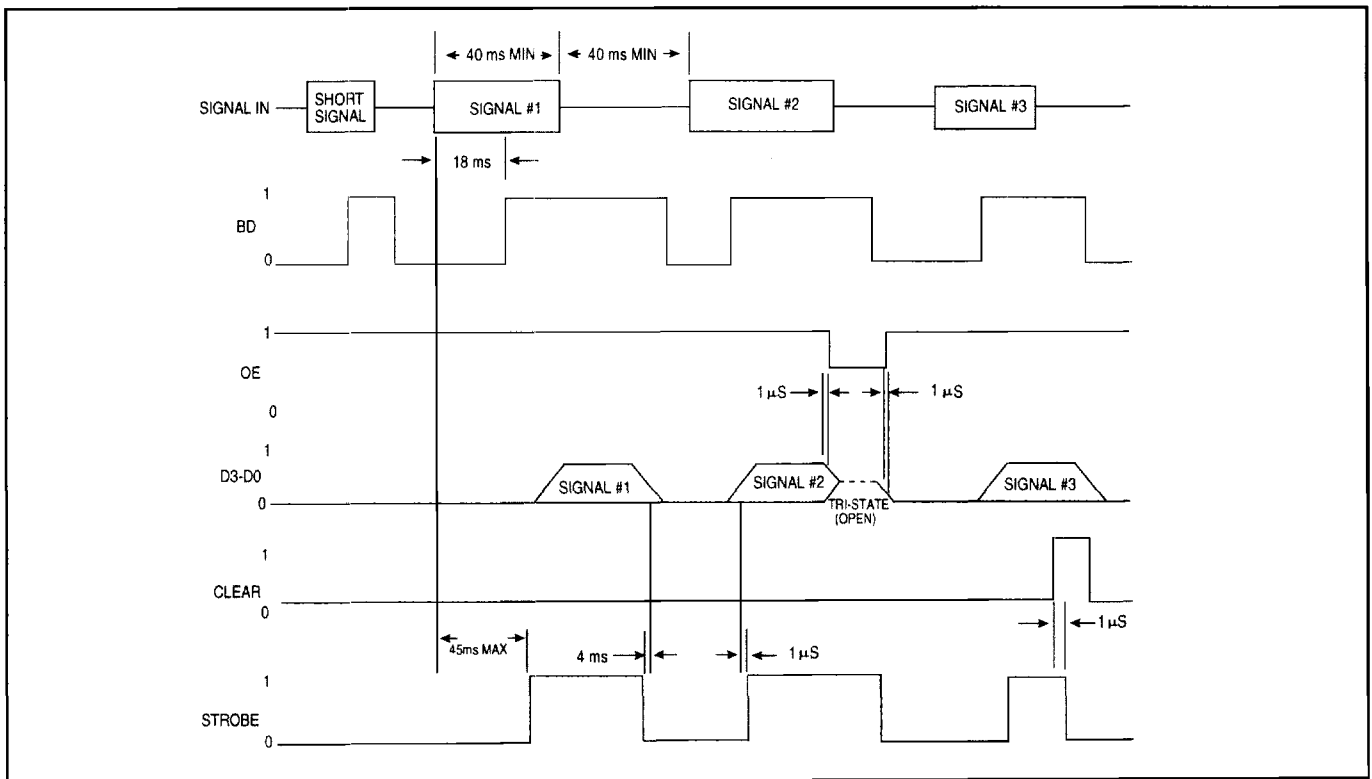 40 ms MIN 40 ms MIN
SIGNAL IN SHORT SIGNAL SIGNAL #1 SIGNAL #2 SIGNAL #3
18 ms
1
BD
0
1
OE
1 μS 1 μS
0
1
D3-D0 SIGNAL #1 SIGNAL #2 SIGNAL #3
0
TRI-STATE
(OPEN)
1
CLEAR
0
1 μS
45ms MAX 4 ms 1 μS
1
STROBE
0